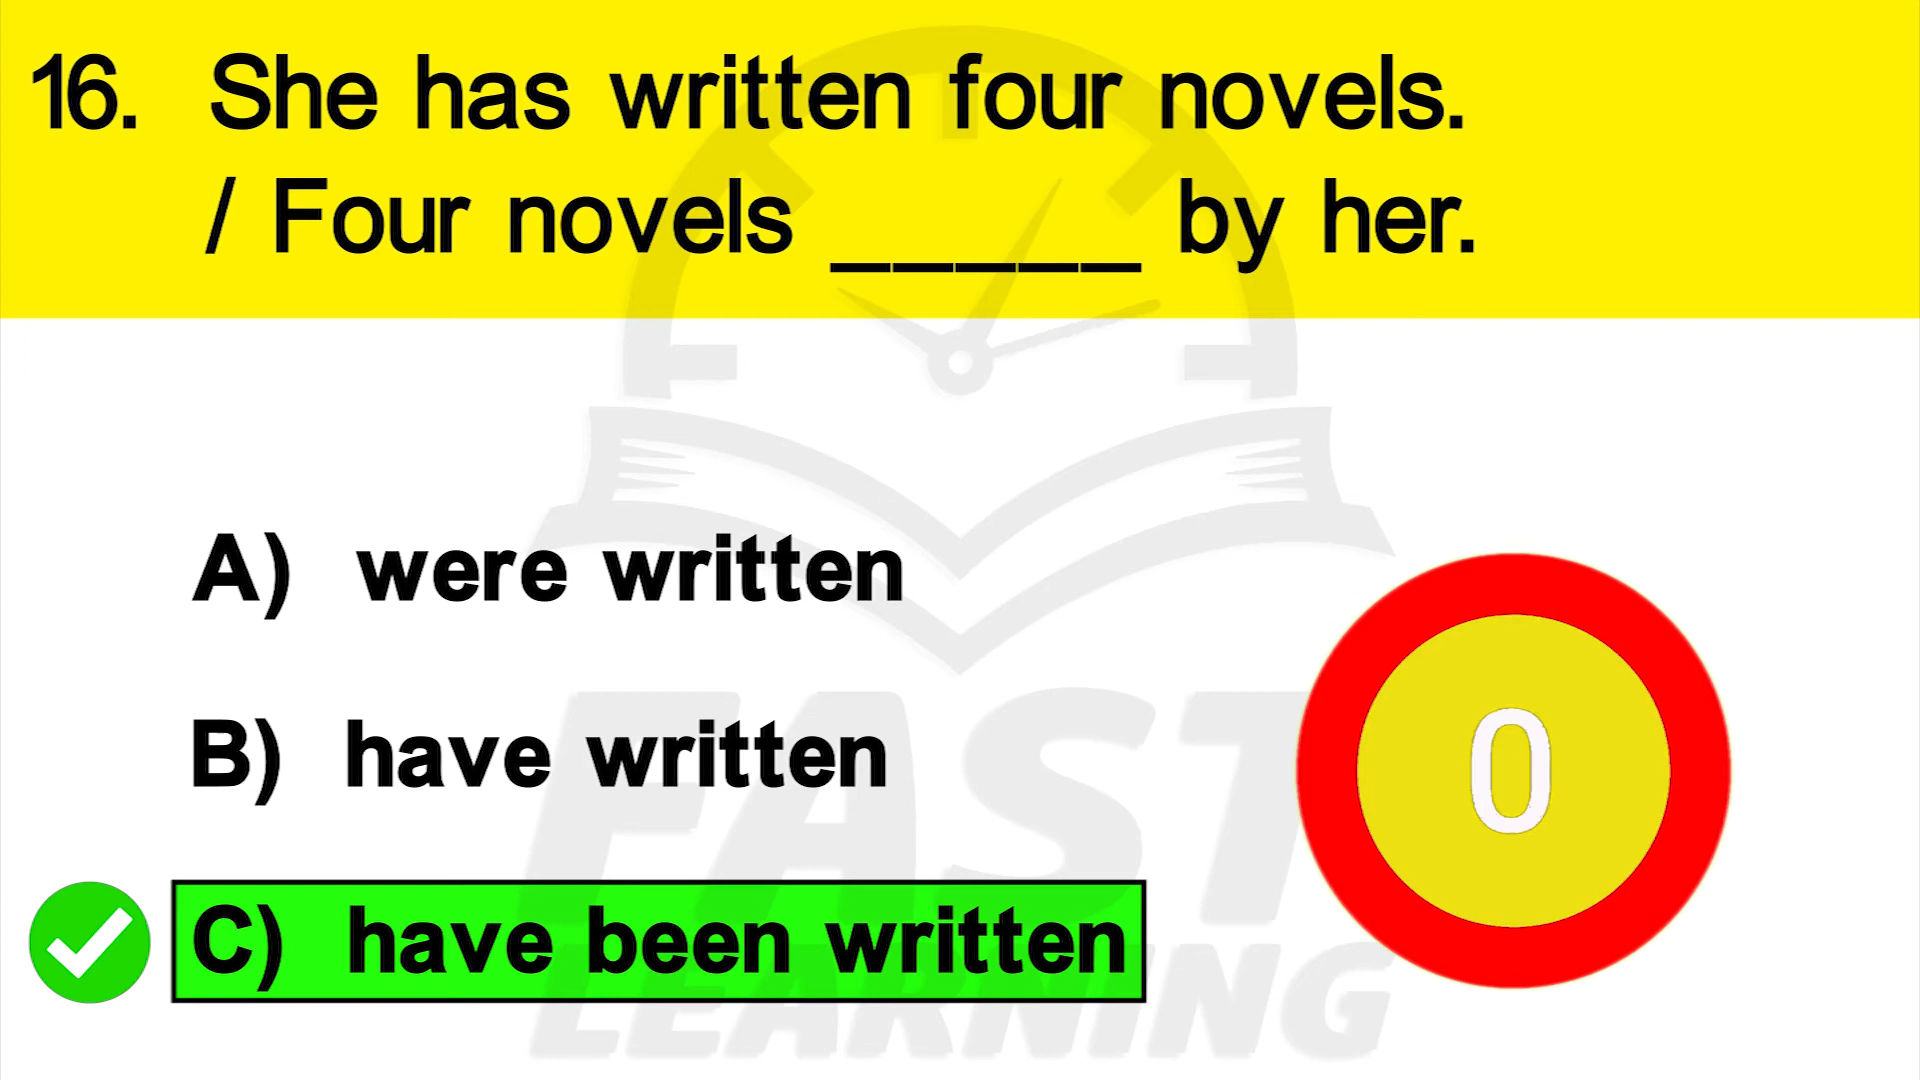 16. She has written four novels.
/ Four novels _____ by her.
A) were written
B) have written
0
C) have been written
FAST
LEARNING